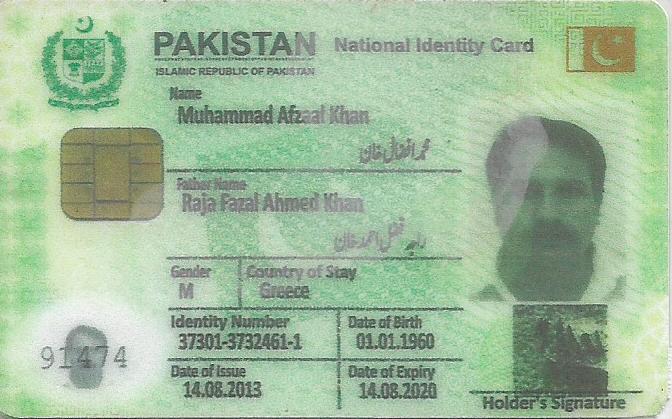 PAKISTAN National Identity Card
ISLAMIC REPUBLIC OF PAKISTAN
Name
Muhammad Afzaal Khan
محمد افضال خان
Father Name
Raja Fazal Ahmed Khan
راجہ فضل احمد خان
Gender Country of Stay
M Greece
Identity Number Date of Birth
37301-3732461-1 01.01.1960
Date of Issue Date of Expiry
14.08.2013 14.08.2020
91474
Holder's Signature